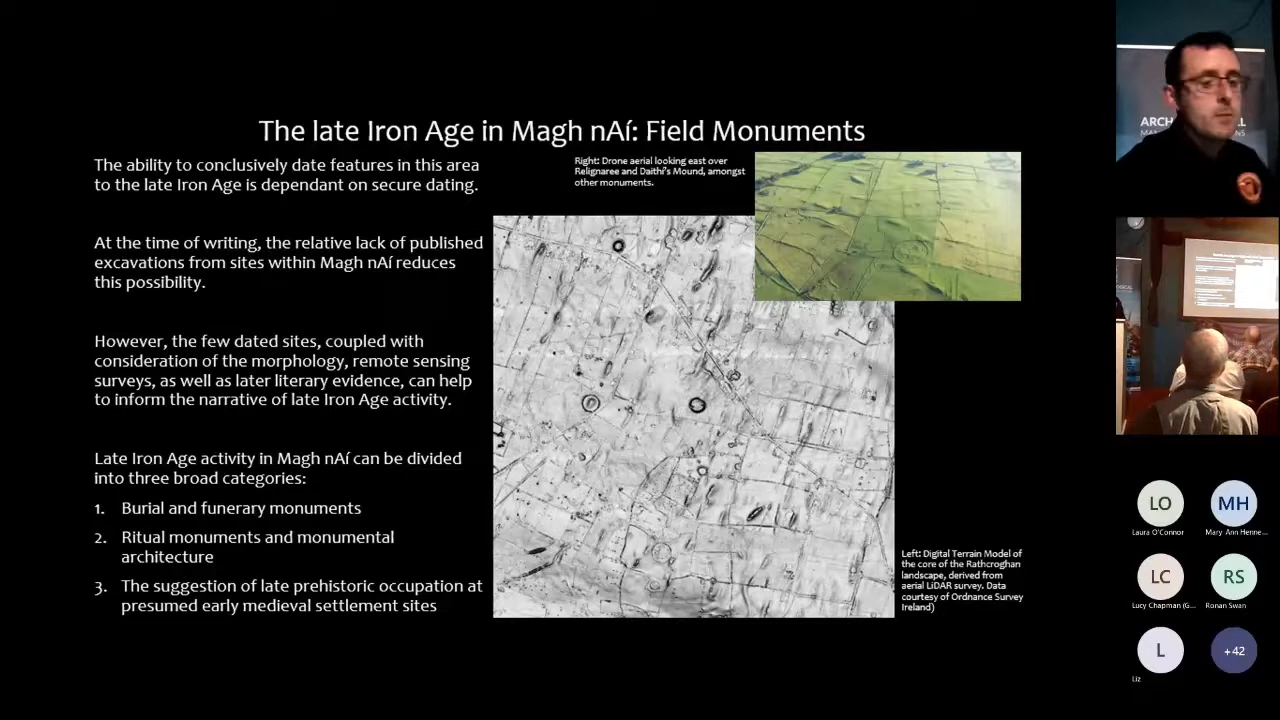 The late Iron Age in Magh nAí: Field Monuments
The ability to conclusively date features in this area
to the late Iron Age is dependant on secure dating.
At the time of writing, the relative lack of published
excavations from sites within Magh nAí reduces
this possibility.
However, the few dated sites, coupled with
consideration of the morphology, remote sensing
surveys, as well as later literary evidence, can help
to inform the narrative of late Iron Age activity.
Late Iron Age activity in Magh nAí can be divided
into three broad categories:
1. Burial and funerary monuments
2. Ritual monuments and monumental
architecture
3. The suggestion of late prehistoric occupation at
presumed early medieval settlement sites
Right: Drone aerial looking east over
Relignaree and Daithí's Mound, amongst
other monuments.
Left: Digital Terrain Model of
the core of the Rathcroghan
landscape, derived from
aerial LiDAR survey. Data
courtesy of Ordnance Survey
Ireland)
ARCH
LO
Laura O'Connor
MH
Mary Ann Henne...
LC
Lucy Chapman (G...
RS
Ronan Swan
L
Liz
+42